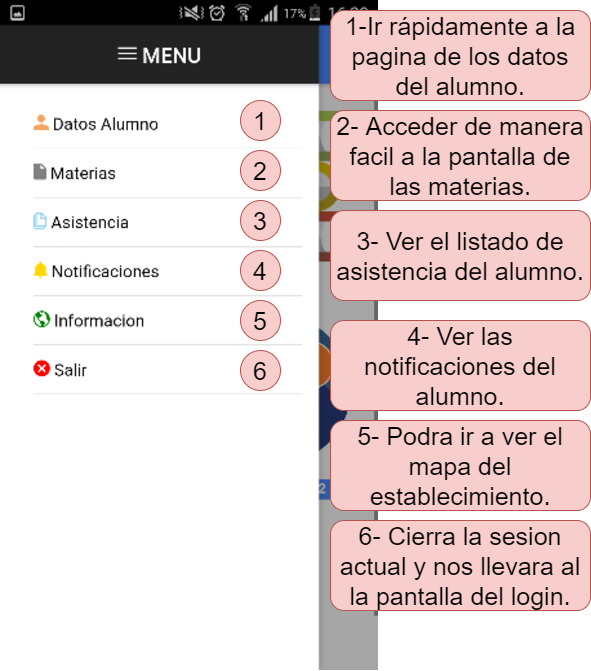 17%
MENU
Datos Alumno
1
Materias
2
Asistencia
3
Notificaciones
4
Informacion
5
Salir
6
1-Ir rápidamente a la
pagina de los datos
del alumno.
2- Acceder de manera
facil a la pantalla de
las materias.
3- Ver el listado de
asistencia del alumno.
4- Ver las
notificaciones del
alumno.
5- Podra ir a ver el
mapa del
establecimiento.
6- Cierra la sesion
actual y nos llevara al
la pantalla del login.
2